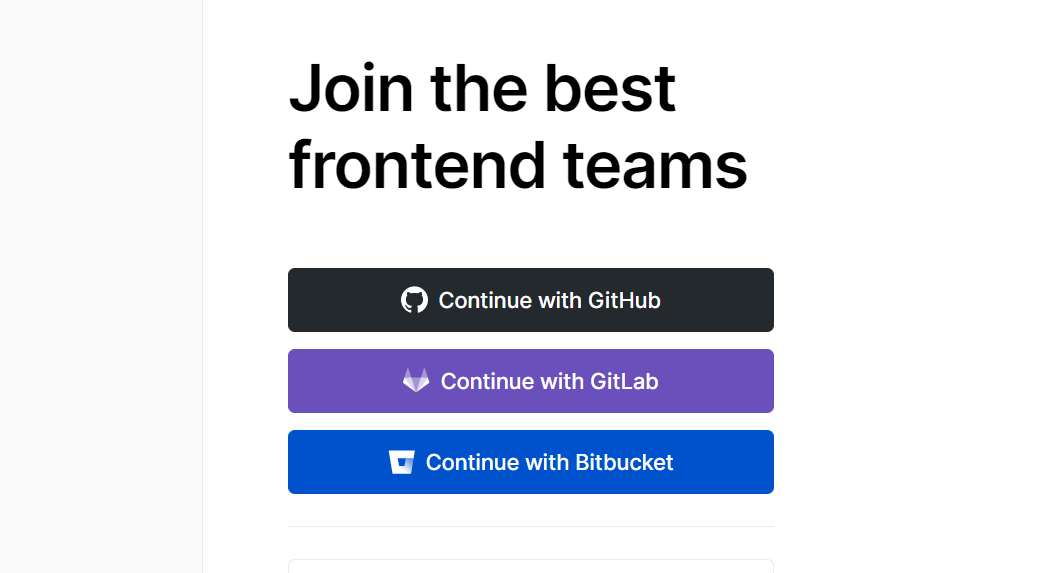 Join the best
frontend teams
Continue with GitHub
Continue with GitLab
Continue with Bitbucket